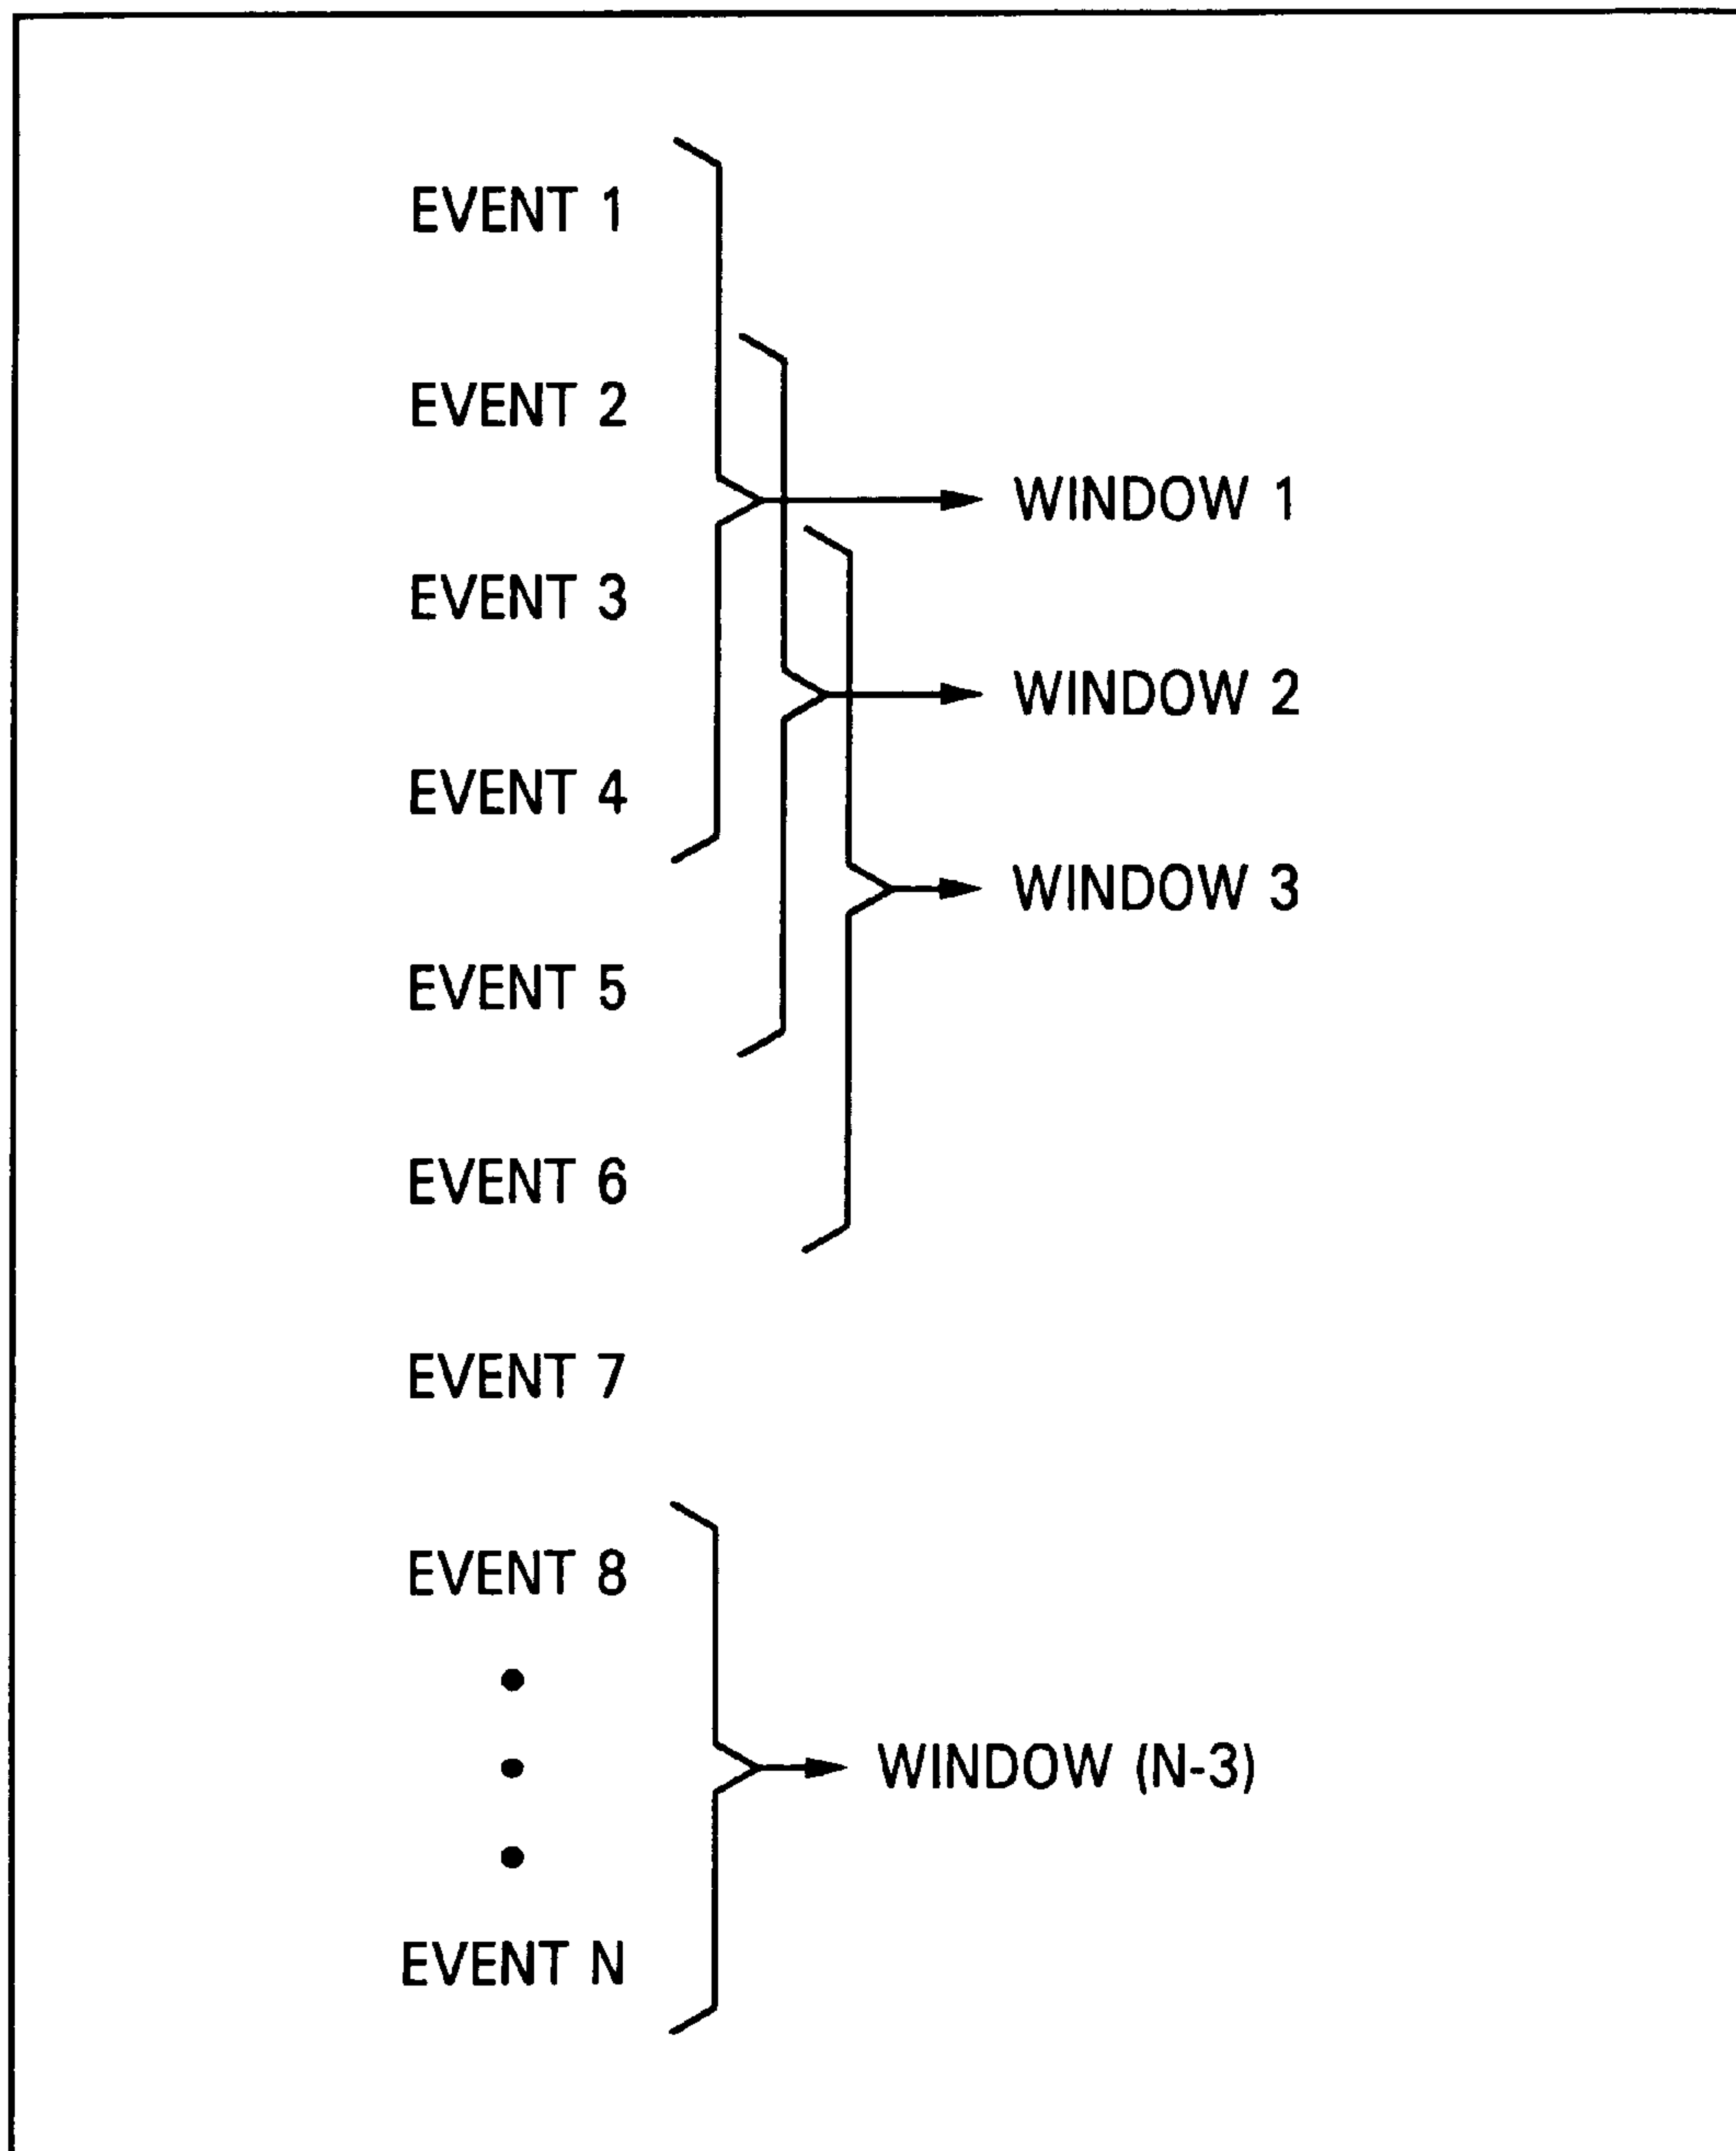 EVENT 1
EVENT 2
WINDOW 1
EVENT 3
WINDOW 2
EVENT 4
WINDOW 3
EVENT 5
EVENT 6
EVENT 7
EVENT 8
WINDOW (N-3)
EVENT N